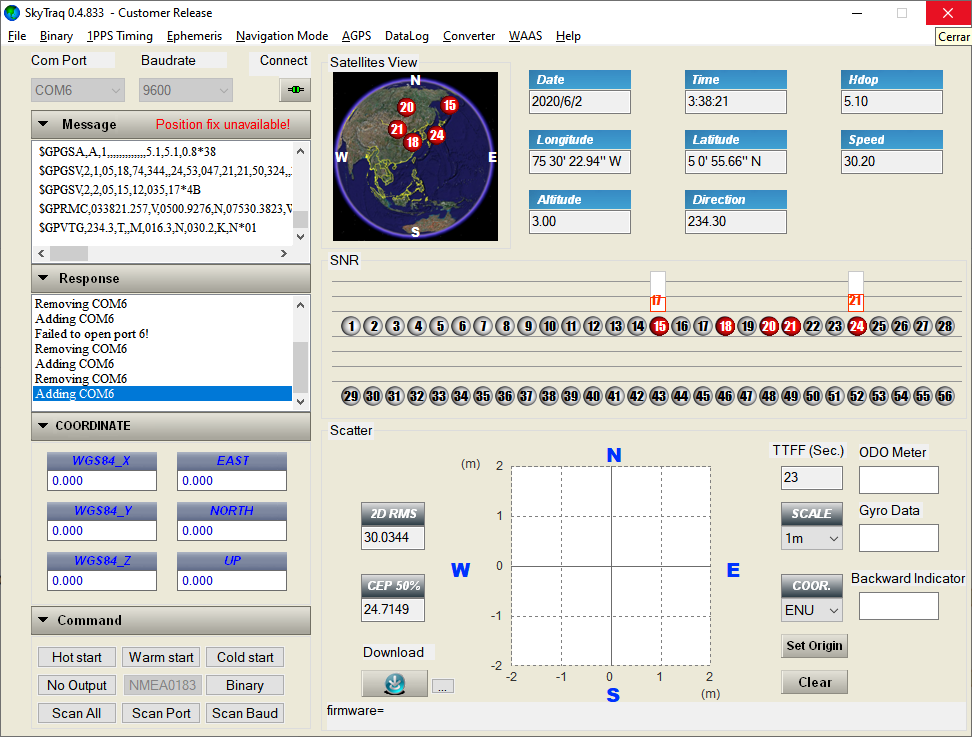 SkyTraq 0.4.833 - Customer Release
Cerrar
File Binary 1PPS Timing Ephemeris Navigation Mode AGPS DataLog Converter WAAS Help
Com Port Baudrate Connect
COM6 9600
Message Position fix unavailable!
$GPGSA,A,1,,,,,,,,,,,,,5.1,5.1,0.8*38
$GPGSV,2,1,05,18,74,344,,24,53,047,21,21,50,324,,
$GPGSV,2,2,05,15,12,035,17*4B
$GPRMC,033821.257,V,0500.9276,N,07530.3823,V
$GPVTG,234.3,T,,M,016.3,N,030.2,K,N*01
Response
Removing COM6
Adding COM6
Failed to open port 6!
Removing COM6
Adding COM6
Removing COM6
Adding COM6
COORDINATE
WGS84_X EAST
0.000 0.000
WGS84_Y NORTH
0.000 0.000
WGS84_Z UP
0.000 0.000
Command
Hot start Warm start Cold start
No Output NMEA0183 Binary
Scan All Scan Port Scan Baud
Satellites View
N
20 15
21 24
18
W E
S
Date Time Hdop
2020/6/2 3:38:21 5.10
Longitude Latitude Speed
75 30' 22.94" W 5 0' 55.66" N 30.20
Altitude Direction
3.00 234.30
SNR
17 21
1 2 3 4 5 6 7 8 9 10 11 12 13 14 15 16 17 18 19 20 21 22 23 24 25 26 27 28
29 30 31 32 33 34 35 36 37 38 39 40 41 42 43 44 45 46 47 48 49 50 51 52 53 54 55 56
Scatter
2D RMS
30.0344
CEP 50%
24.7149
Download
...
N
(m) 2
1
W 0 E
-1
-2
-2 -1 0 1 2
S (m)
TTFF (Sec.) ODO Meter
23
SCALE Gyro Data
1m
COOR. Backward Indicator
ENU
Set Origin
Clear
firmware=